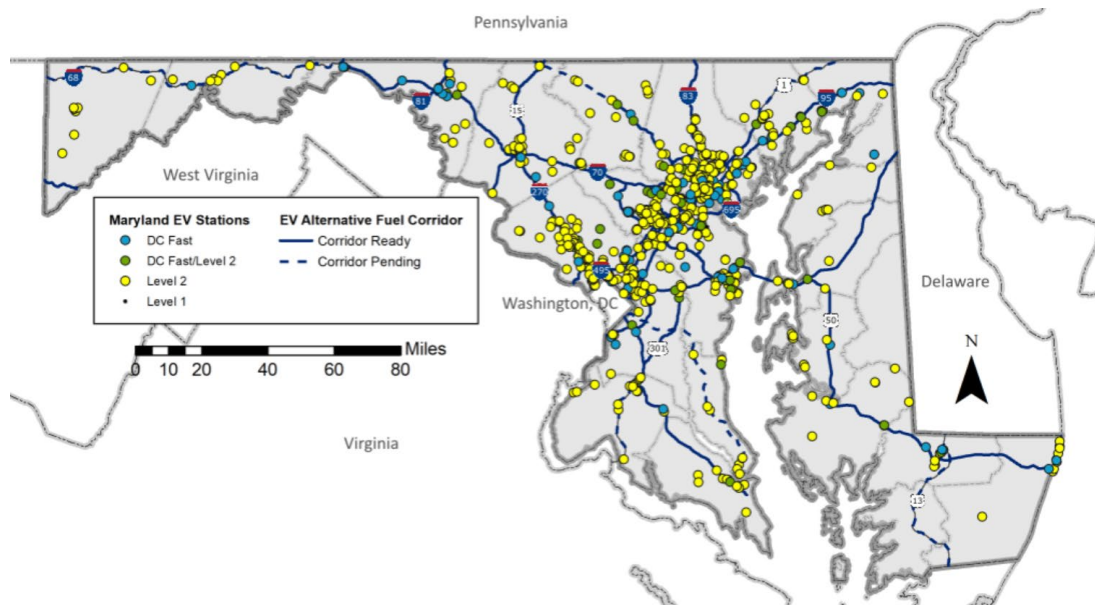 Pennsylvania
68
81
15
83
1
95
West Virginia
70
270
695
Maryland EV Stations
DC Fast
DC Fast/Level 2
Level 2
Level 1
EV Alternative Fuel Corridor
Corridor Ready
Corridor Pending
495
Washington, DC
Delaware
50
Miles
0 10 20 40 60 80
301
N
Virginia
13